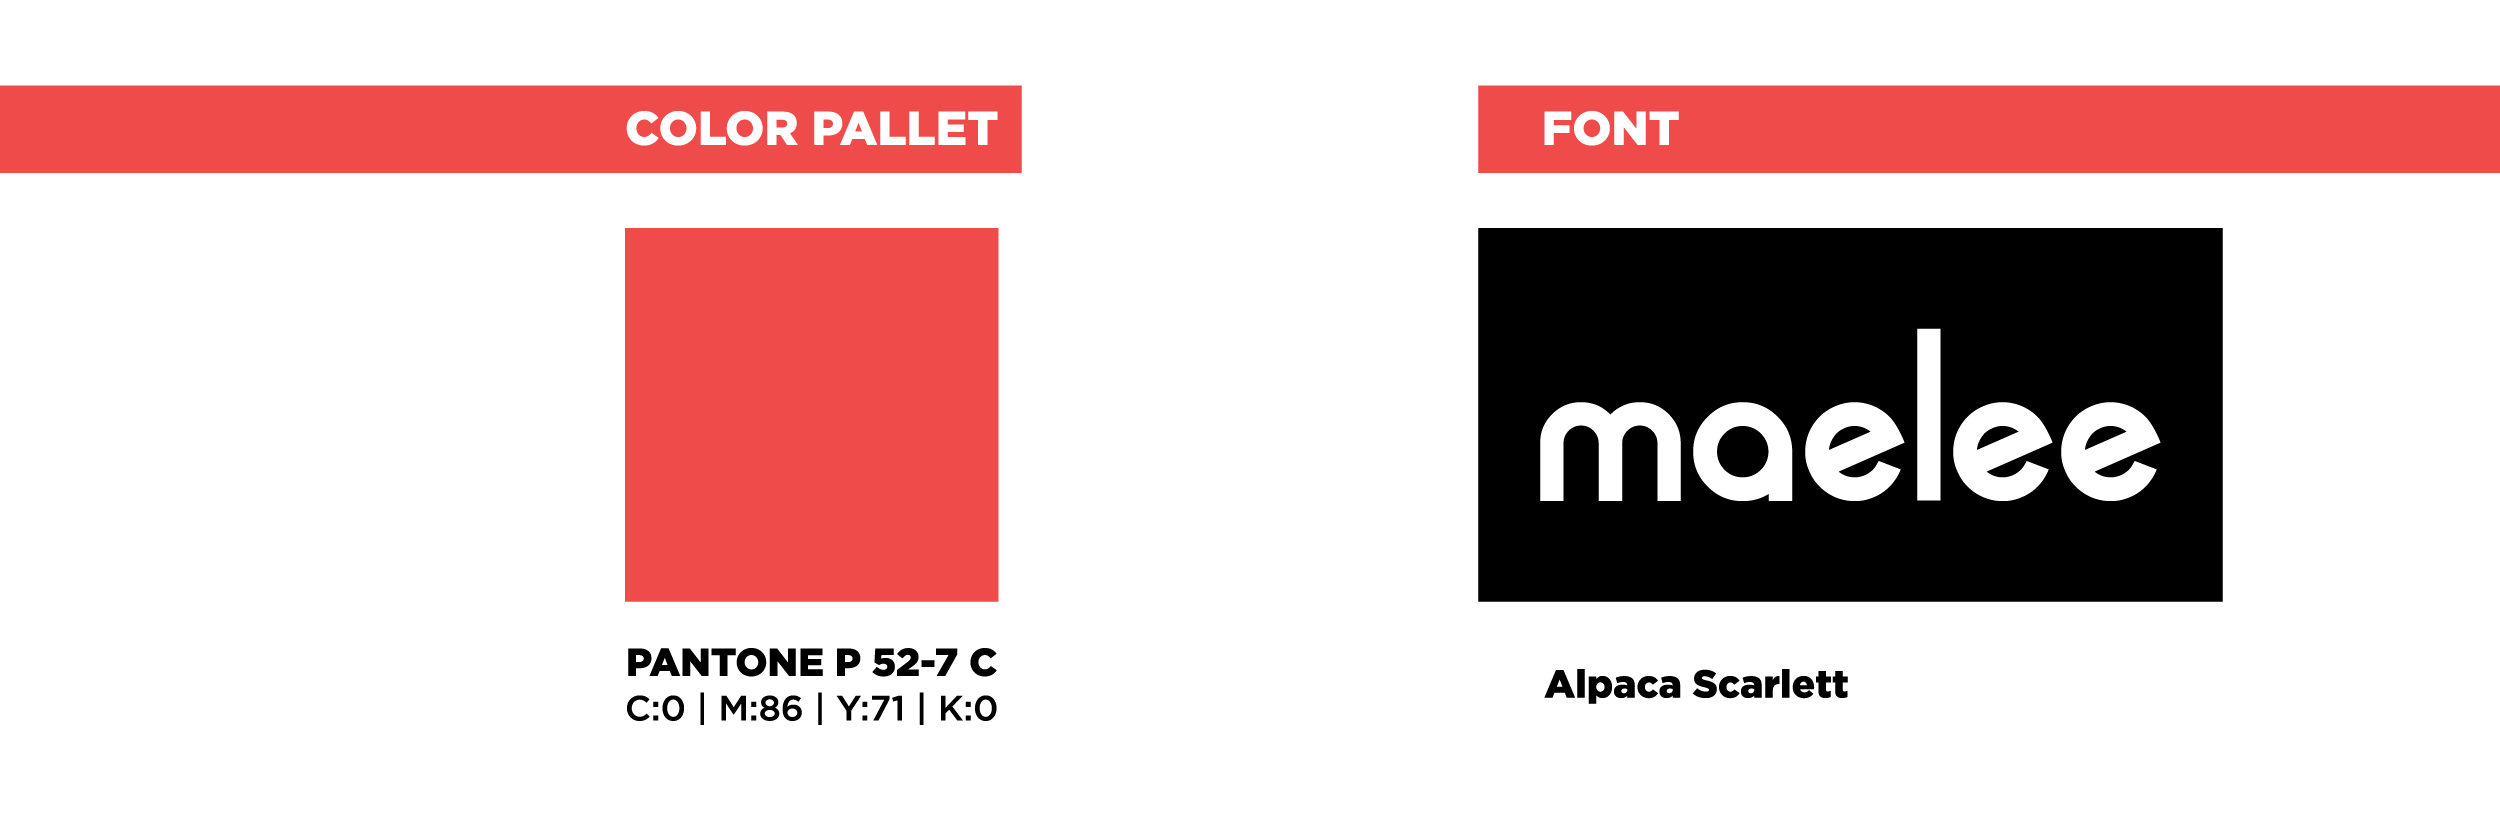 COLOR PALLET
PANTONE P 52-7 C
C:0 | M:86 | Y:71 | K:0
FONT
maelee
Alpaca Scarlett